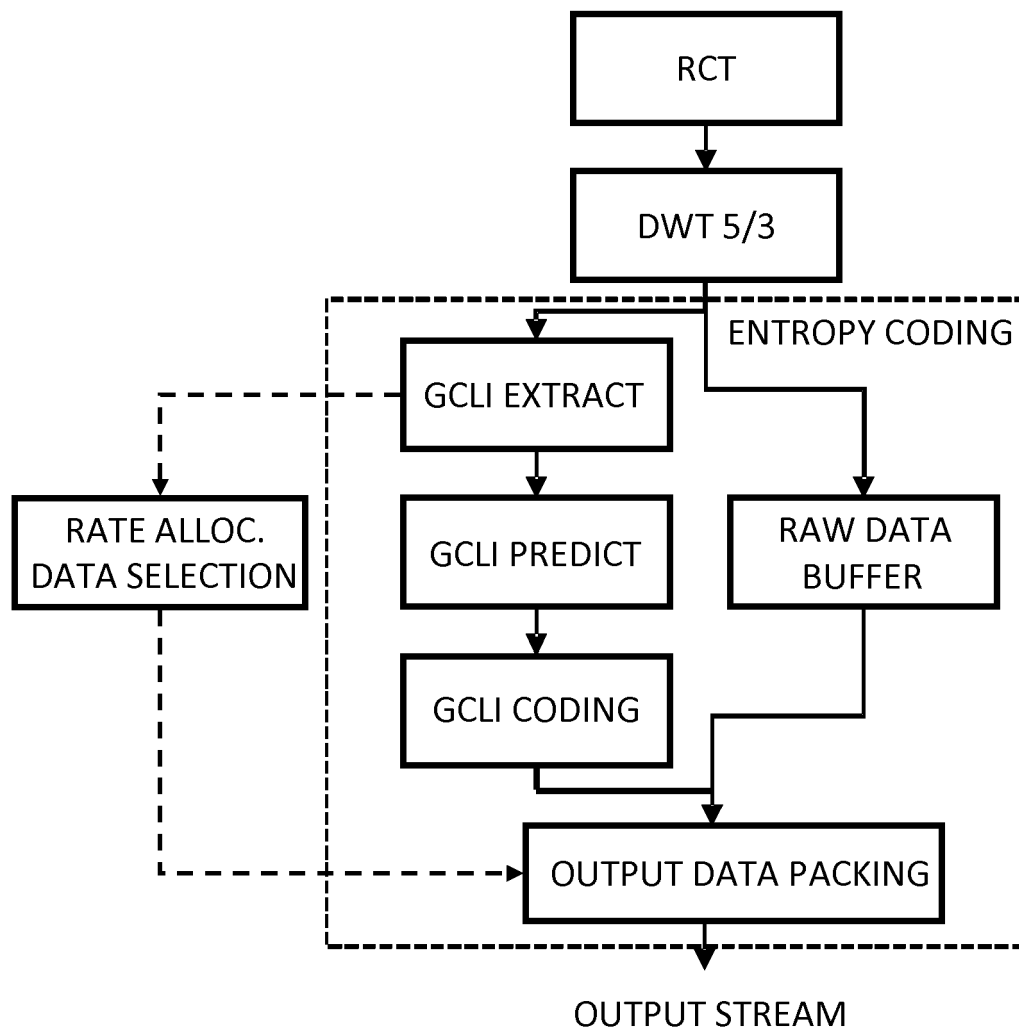 RCT
DWT 5/3
ENTROPY CODING
GCLI EXTRACT
RATE ALLOC.
DATA SELECTION
GCLI PREDICT
RAW DATA
BUFFER
GCLI CODING
OUTPUT DATA PACKING
OUTPUT STREAM